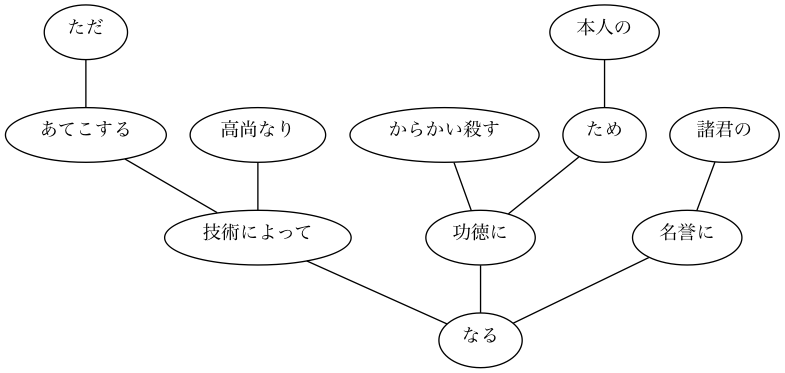 ただ
本人の
あてこする
高尚なり
からかい殺す
ため
諸君の
技術によって
功徳に
名誉に
なる